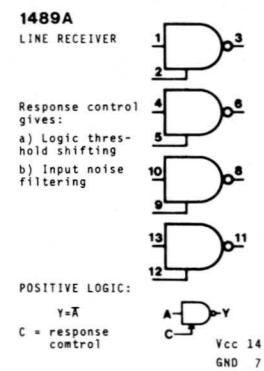 1489A
LINE RECEIVER
1 3
2
Response control
gives:
4 6
a) Logic thres-
hold shifting
5
b) Input noise
filtering
10 8
9
13 11
12
POSITIVE LOGIC:
Y=A̅
A Y
C = response
comtrol
C
Vcc 14
GND 7